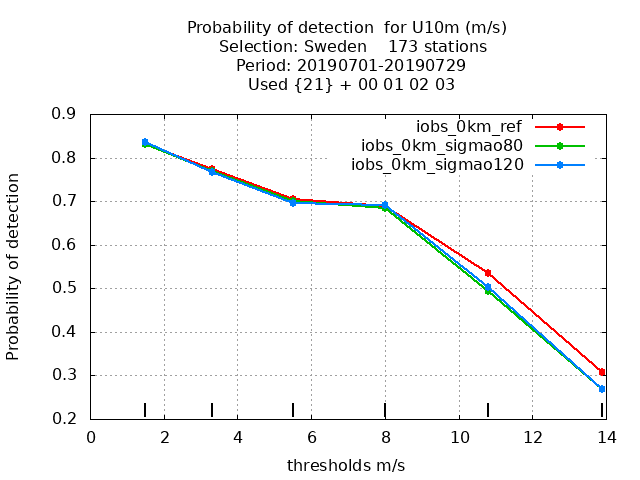 Probability of detection  for U10m (m/s)
Selection: Sweden    173 stations
Period: 20190701-20190729
Used {21} + 00 01 02 03
iobs_0km_ref
iobs_0km_sigmao80
iobs_0km_sigmao120
Probability of detection
0.9
0.8
0.7
0.6
0.5
0.4
0.3
0.2
0 2 4 6 8 10 12 14
thresholds m/s